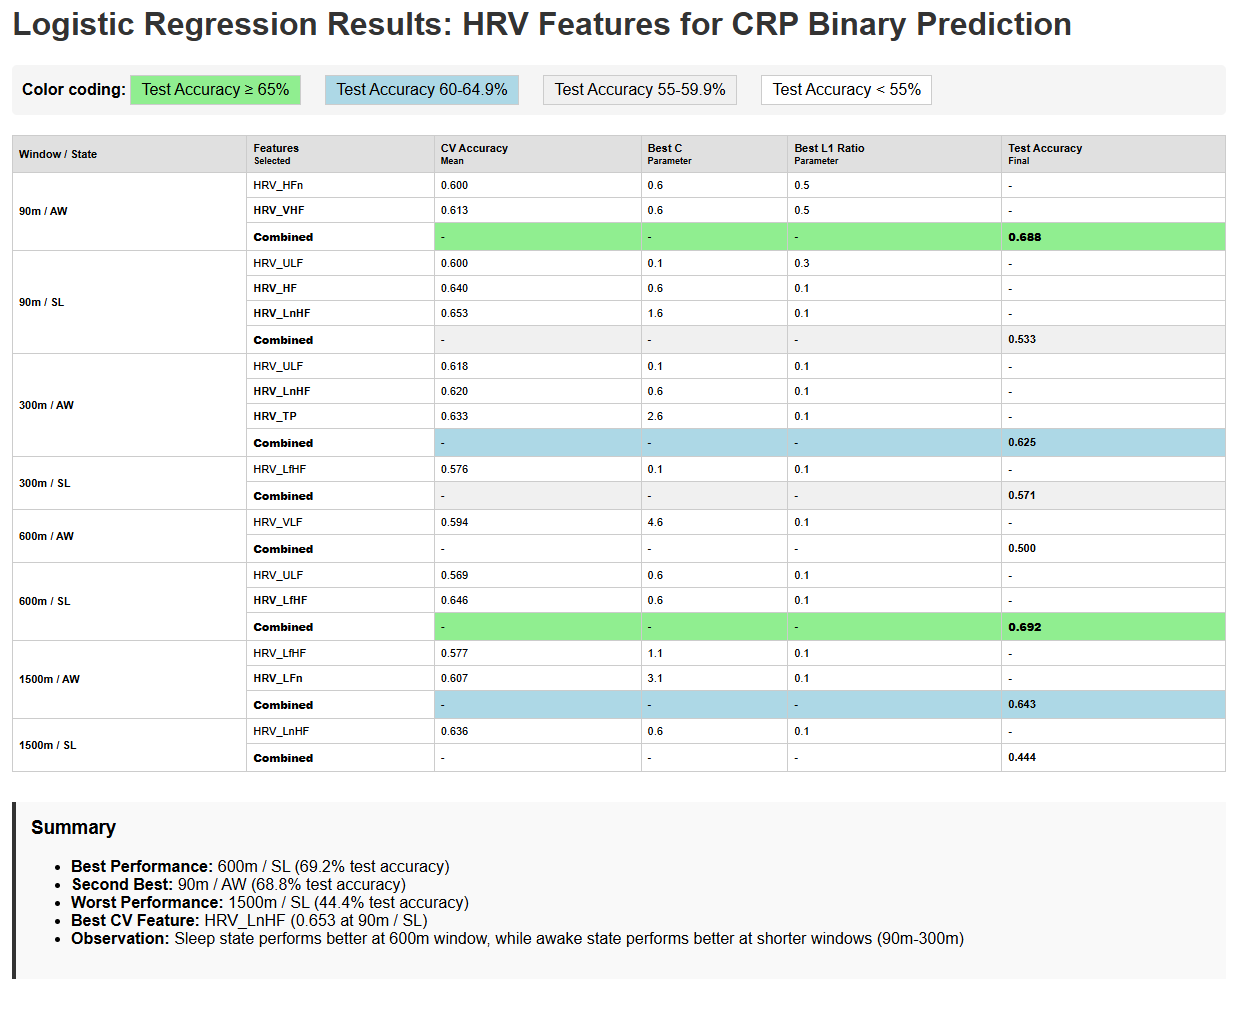 Logistic Regression Results: HRV Features for CRP Binary Prediction
Color coding: Test Accuracy ≥ 65% Test Accuracy 60-64.9% Test Accuracy 55-59.9% Test Accuracy < 55%
Window / State Features Selected CV Accuracy Mean Best C Parameter Best L1 Ratio Parameter Test Accuracy Final
90m / AW HRV_HFn 0.600 0.6 0.5 -
HRV_VHF 0.613 0.6 0.5 -
Combined - - - 0.688
90m / SL HRV_ULF 0.600 0.1 0.3 -
HRV_HF 0.640 0.6 0.1 -
HRV_LnHF 0.653 1.6 0.1 -
Combined - - - 0.533
300m / AW HRV_ULF 0.618 0.1 0.1 -
HRV_LnHF 0.620 0.6 0.1 -
HRV_TP 0.633 2.6 0.1 -
Combined - - - 0.625
300m / SL HRV_LfHF 0.576 0.1 0.1 -
Combined - - - 0.571
600m / AW HRV_VLF 0.594 4.6 0.1 -
Combined - - - 0.500
600m / SL HRV_ULF 0.569 0.6 0.1 -
HRV_LfHF 0.646 0.6 0.1 -
Combined - - - 0.692
1500m / AW HRV_LfHF 0.577 1.1 0.1 -
HRV_LFn 0.607 3.1 0.1 -
Combined - - - 0.643
1500m / SL HRV_LnHF 0.636 0.6 0.1 -
Combined - - - 0.444
Summary
• Best Performance: 600m / SL (69.2% test accuracy)
• Second Best: 90m / AW (68.8% test accuracy)
• Worst Performance: 1500m / SL (44.4% test accuracy)
• Best CV Feature: HRV_LnHF (0.653 at 90m / SL)
• Observation: Sleep state performs better at 600m window, while awake state performs better at shorter windows (90m-300m)